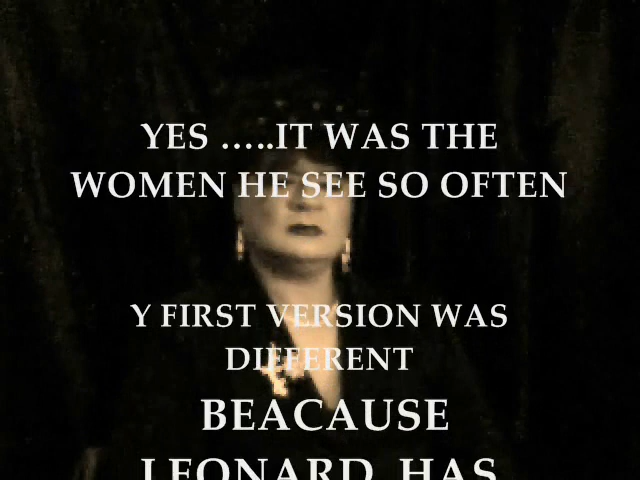 YES .....IT WAS THE
WOMEN HE SEE SO OFTEN
Y FIRST VERSION WAS
DIFFERENT
BEACAUSE
LEONARD HAS